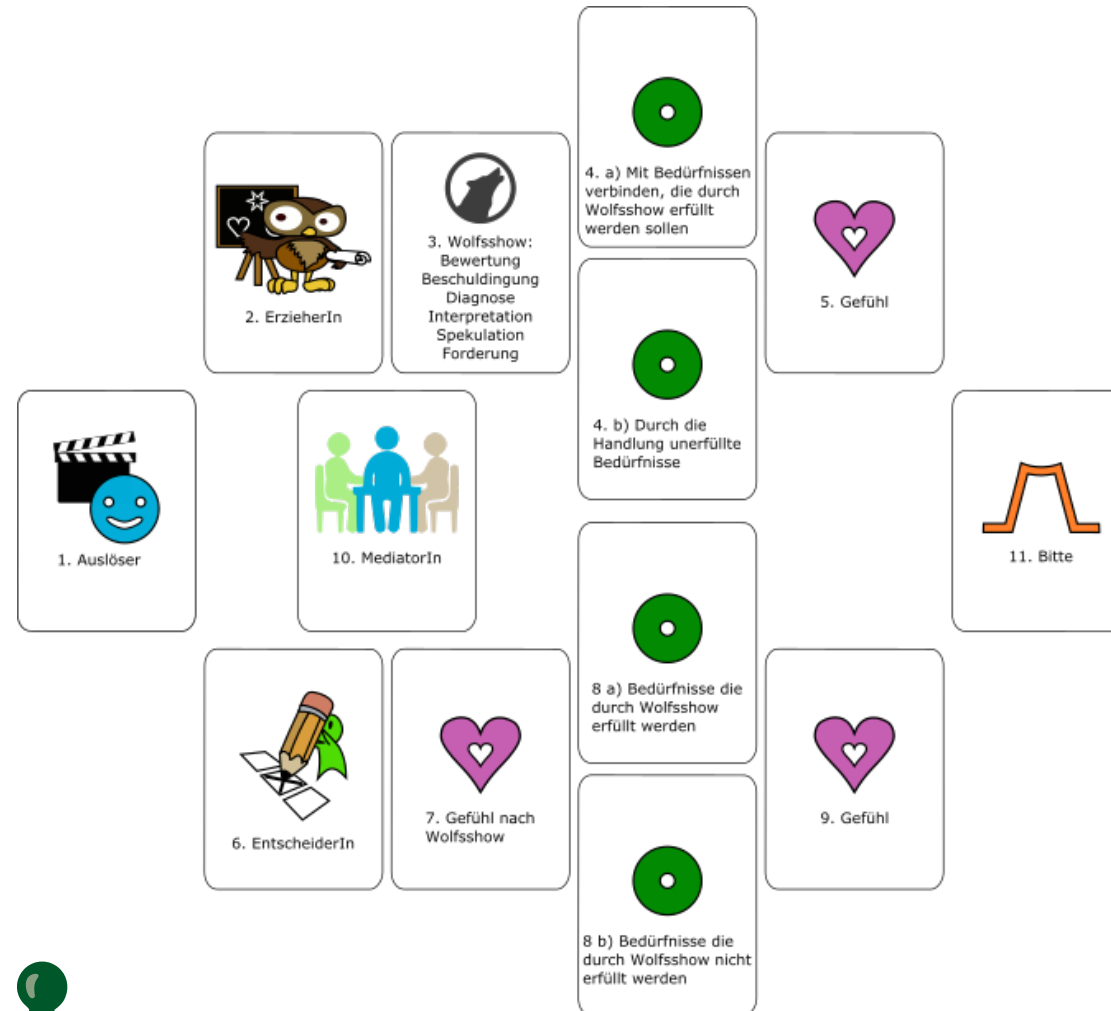 1. Auslöser
2. ErzieherIn
3. Wolfsshow:
Bewertung
Beschuldingung
Diagnose
Interpretation
Spekulation
Forderung
4. a) Mit Bedürfnissen
verbinden, die durch
Wolfsshow erfüllt
werden sollen
4. b) Durch die
Handlung unerfüllte
Bedürfnisse
5. Gefühl
6. EntscheiderIn
7. Gefühl nach
Wolfsshow
8 a) Bedürfnisse die
durch Wolfsshow
erfüllt werden
8 b) Bedürfnisse die
durch Wolfsshow nicht
erfüllt werden
9. Gefühl
10. MediatorIn
11. Bitte